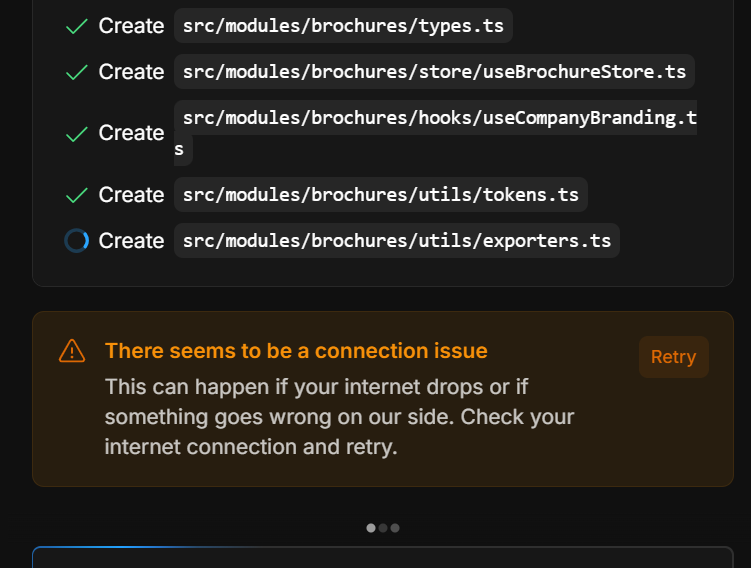 Create src/modules/brochures/types.ts
Create src/modules/brochures/store/useBrochureStore.ts
Create src/modules/brochures/hooks/useCompanyBranding.t
s
Create src/modules/brochures/utils/tokens.ts
Create src/modules/brochures/utils/exporters.ts
There seems to be a connection issue
Retry
This can happen if your internet drops or if
something goes wrong on our side. Check your
internet connection and retry.